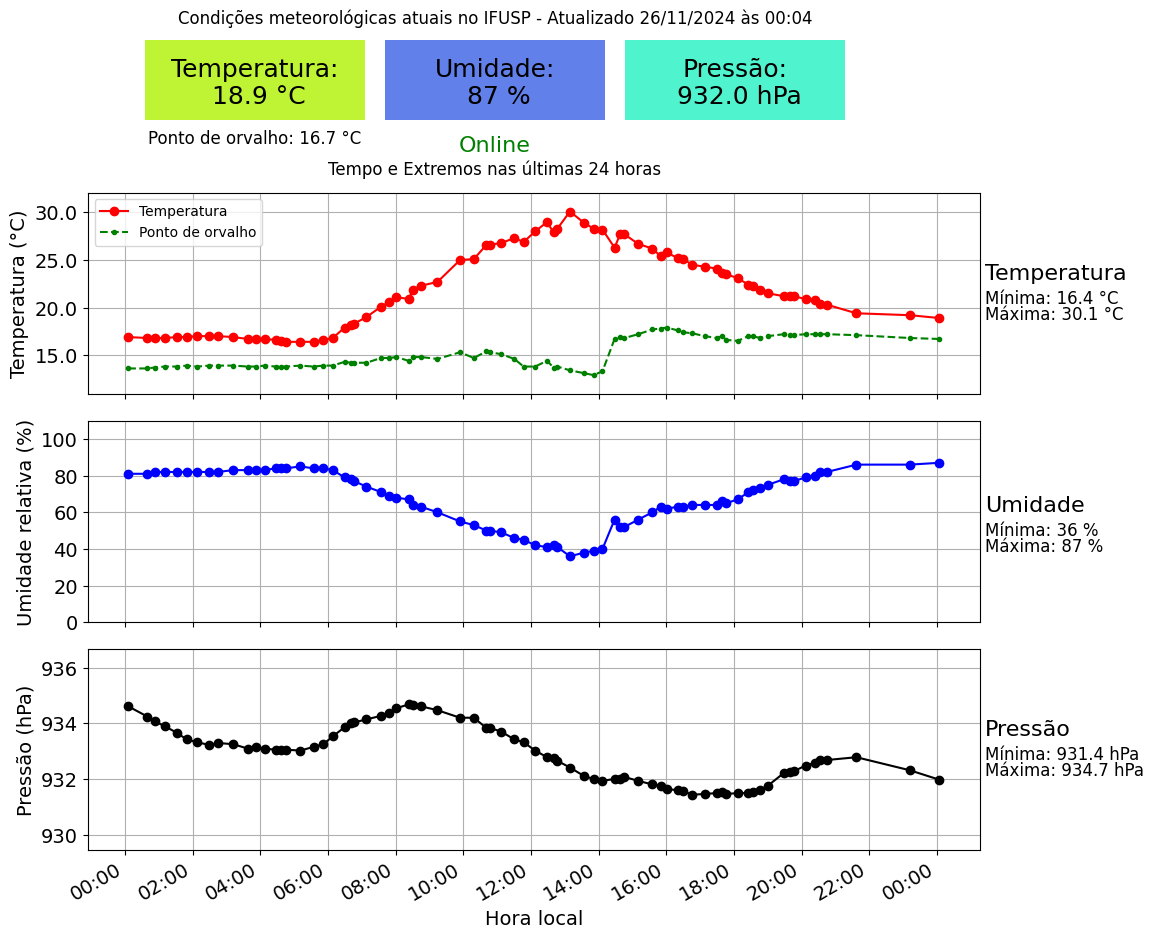 Condições meteorológicas atuais no IFUSP - Atualizado 26/11/2024 às 00:04
Temperatura:
18.9 °C
Umidade:
87 %
Pressão:
932.0 hPa
Ponto de orvalho: 16.7 °C
Online
Tempo e Extremos nas últimas 24 horas
Temperatura (°C)
30.0
25.0
20.0
15.0
Temperatura
Ponto de orvalho
Temperatura
Mínima: 16.4 °C
Máxima: 30.1 °C
Umidade relativa (%)
100
80
60
40
20
0
Umidade
Mínima: 36 %
Máxima: 87 %
Pressão (hPa)
936
934
932
930
Pressão
Mínima: 931.4 hPa
Máxima: 934.7 hPa
00:00
02:00
04:00
06:00
08:00
10:00
12:00
14:00
16:00
18:00
20:00
22:00
00:00
Hora local